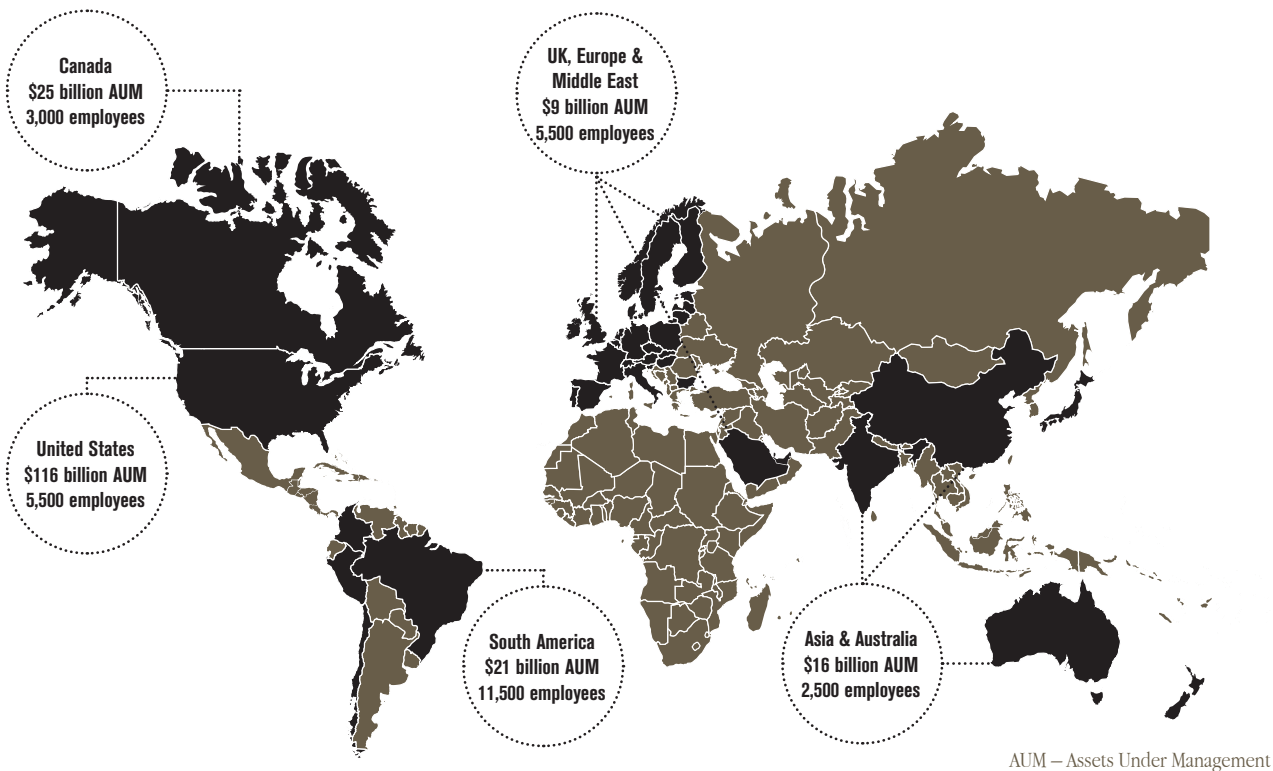 Canada
$25 billion AUM
3,000 employees
UK, Europe &
Middle East
$9 billion AUM
5,500 employees
United States
$116 billion AUM
5,500 employees
South America
$21 billion AUM
11,500 employees
Asia & Australia
$16 billion AUM
2,500 employees
AUM – Assets Under Management